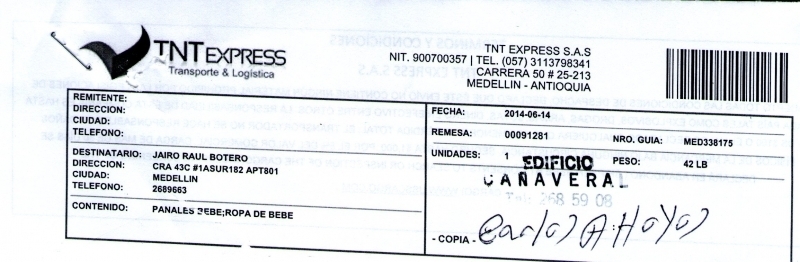 TNT EXPRESS
Transporte & Logística
TNT EXPRESS S.A.S
NIT. 900700357 | TEL. (057) 3113798341
CARRERA 50 # 25-213
MEDELLIN - ANTIOQUIA
REMITENTE:
DIRECCION:
CIUDAD:
TELEFONO:
DESTINATARIO: JAIRO RAUL BOTERO
DIRECCION: CRA 43C #1ASUR182 APT801
CIUDAD: MEDELLIN
TELEFONO: 2689663
CONTENIDO: PANALES BEBE;ROPA DE BEBE
FECHA: 2014-06-14
REMESA: 00091281 NRO. GUIA: MED338175
UNIDADES: 1 PESO: 42 LB
EDIFICIO
CAÑAVERAL
Tel: 268 59 08
- COPIA - Carlos A. Hoyos